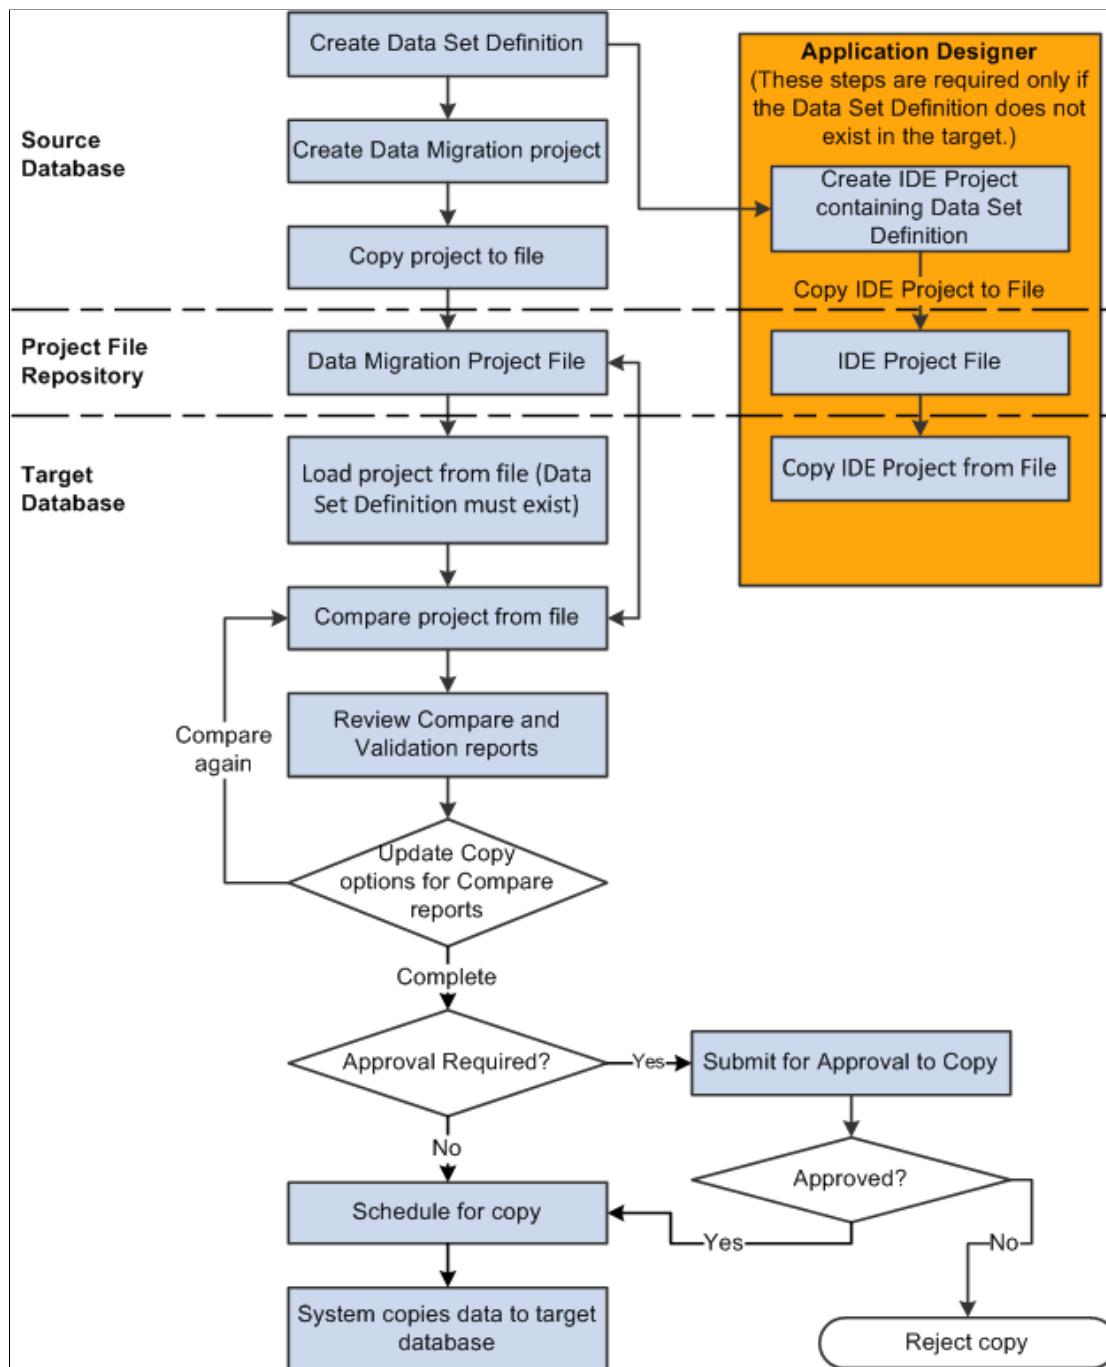 Create Data Set Definition
Application Designer
(These steps are required only if
the Data Set Definition does not
exist in the target.)
Source
Database
Create Data Migration project
Create IDE Project
containing Data Set
Definition
Copy project to file
Copy IDE Project to File
Project File
Repository
Data Migration Project File
IDE Project File
Target
Database
Load project from file (Data
Set Definition must exist)
Copy IDE Project from File
Compare project from file
Review Compare and
Validation reports
Compare
again
Update Copy
options for Compare
reports
Complete
Approval Required?
Yes
Submit for Approval to Copy
No
Approved?
Schedule for copy
Yes
No
System copies data to target
database
Reject copy